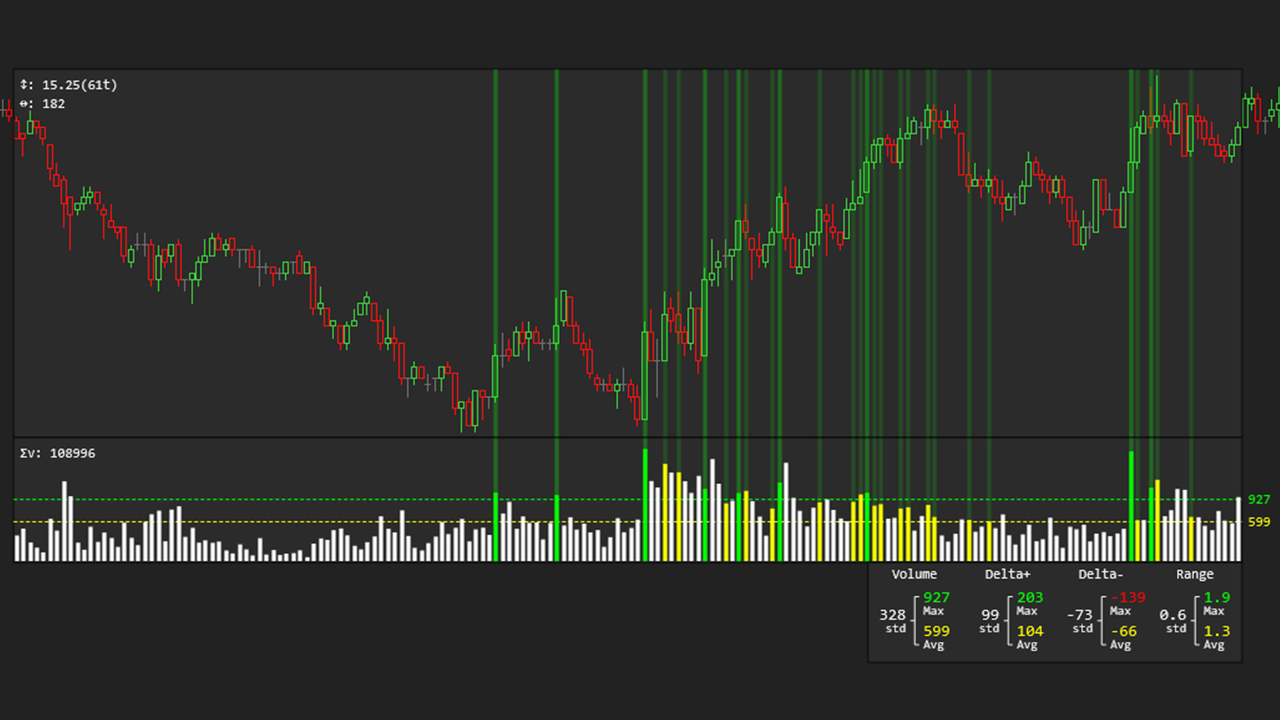 ↕: 15.25(61t)
⇔: 182
Σv: 108996
927
599
Volume Delta+ Delta- Range
927 203 -139 1.9
328 Max 99 Max -73 Max 0.6 Max
std 599 std 104 std -66 std 1.3
Avg Avg Avg Avg